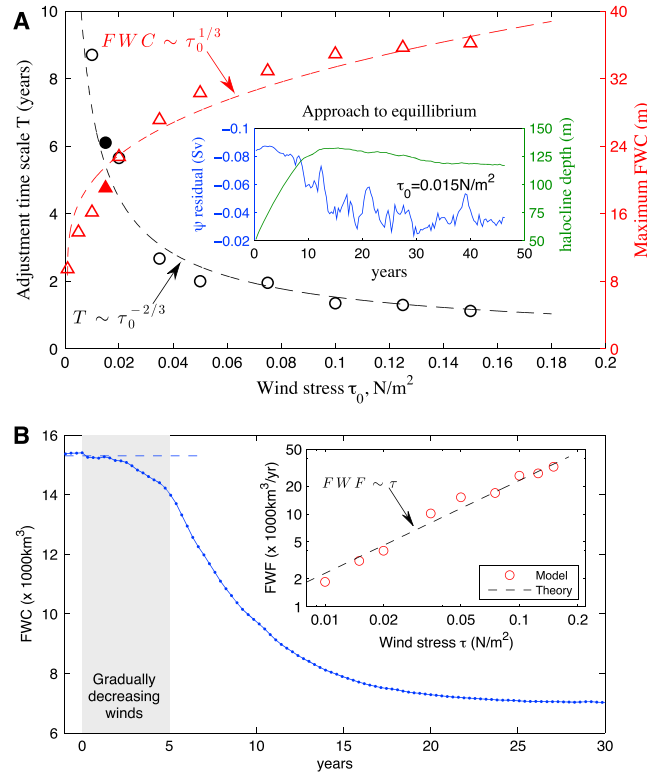 A
Adjustment time scale T (years)
10
8
6
4
2
0
0
0.02
0.04
0.06
0.08
0.1
0.12
0.14
0.16
0.18
0.2
Wind stress τ0, N/m2
40
32
24
16
8
0
Maximum FWC (m)
FWC ∼ τ0^1/3
T ∼ τ0^−2/3
Approach to equillibrium
ψ residual (Sv)
−0.1
−0.08
−0.06
−0.04
−0.02
150
125
100
75
50
halocline depth (m)
τ0=0.015N/m2
0
10
20
30
40
50
years
B
FWC (x 1000km3)
16
14
12
10
8
6
0
5
10
15
20
25
30
years
Gradually
decreasing
winds
FWF (x 1000km3/yr)
50
20
10
5
2
1
0.01
0.02
0.05
0.1
0.2
Wind stress τ (N/m2)
FWF ∼ τ
Model
Theory